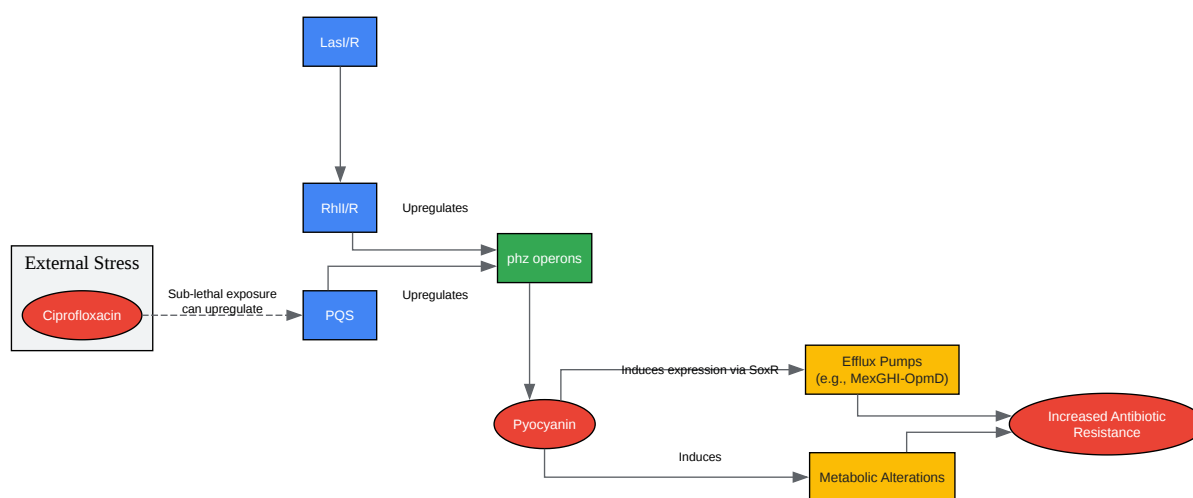 LasI/R
RhlI/R
Upregulates
External Stress
phz operons
Sub-lethal exposure
can upregulate
Ciprofloxacin
PQS
Upregulates
Efflux Pumps
(e.g., MexGHI-OpmD)
Induces expression via SoxR
Pyocyanin
Increased Antibiotic
Resistance
Induces
Metabolic Alterations